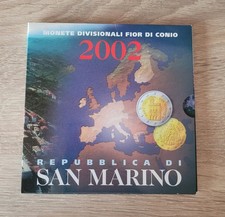 MONETE DIVISIONALI FIOR DI CONIO
2002
REPUBBLICA DI
SAN MARINO